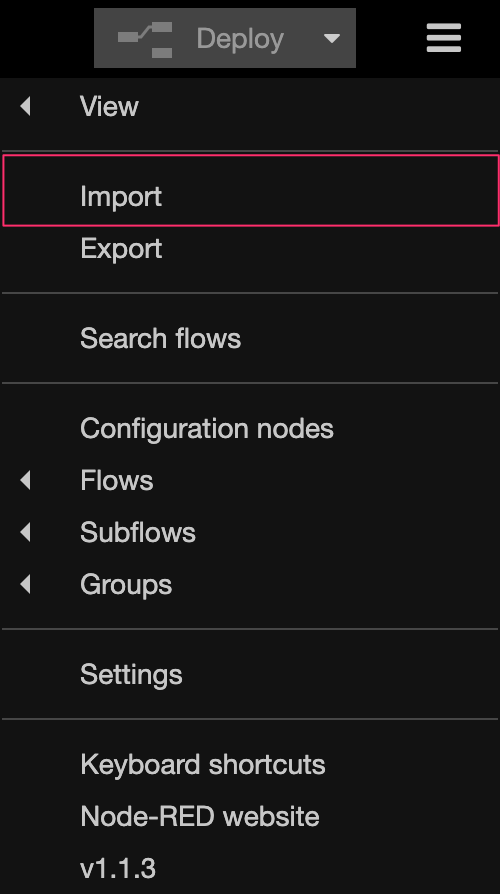 Deploy
View
Import
Export
Search flows
Configuration nodes
Flows
Subflows
Groups
Settings
Keyboard shortcuts
Node-RED website
v1.1.3